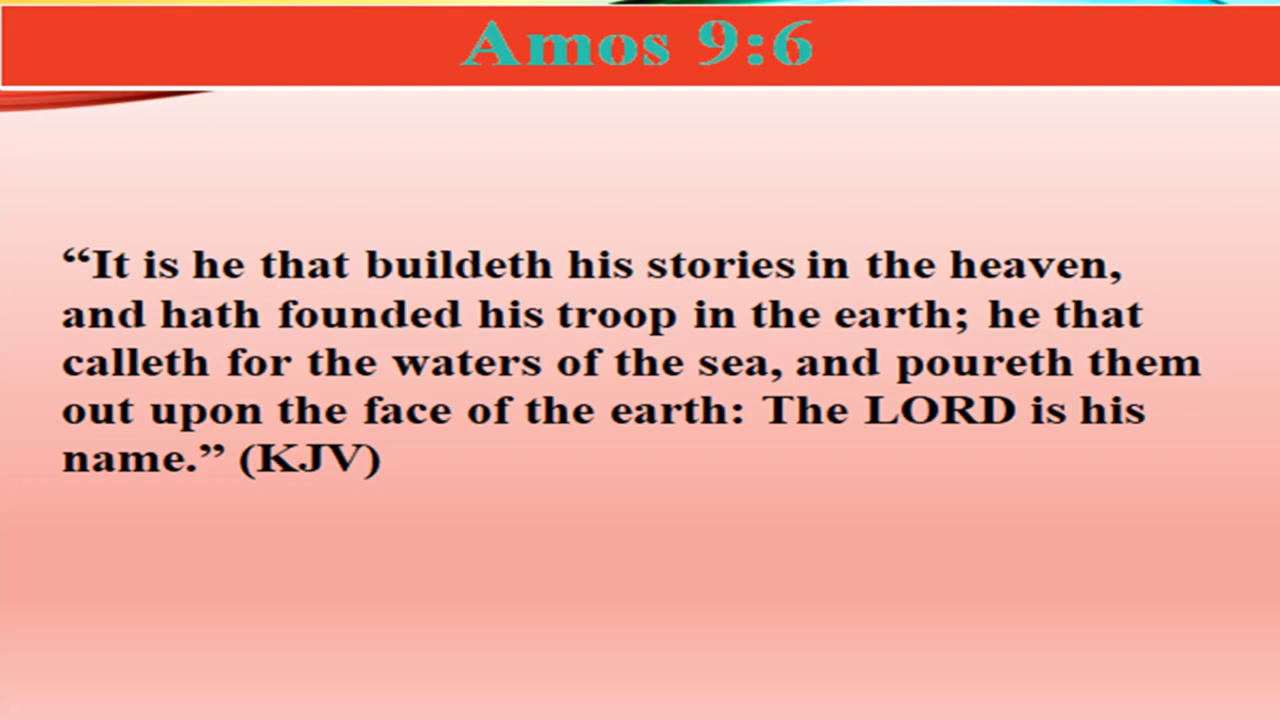 Amos 9:6
“It is he that buildeth his stories in the heaven,
and hath founded his troop in the earth; he that
calleth for the waters of the sea, and poureth them
out upon the face of the earth: The LORD is his
name.” (KJV)